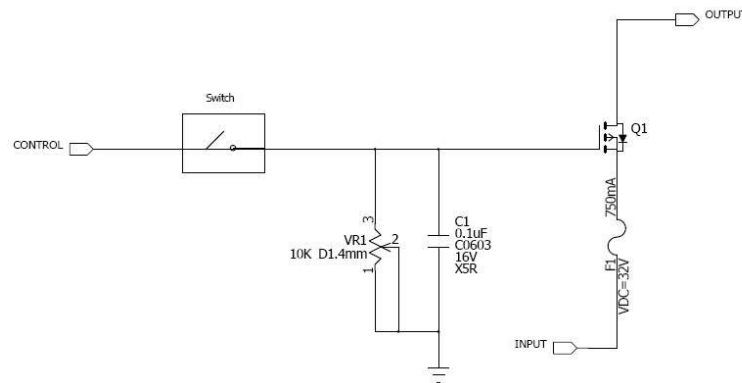 OUTPUT
Switch
Q1
CONTROL
750mA
3
C1
0.1uF
VR1
2
C0603
10K D1.4mm
16V
1
X5R
F1
VDC=32V
INPUT